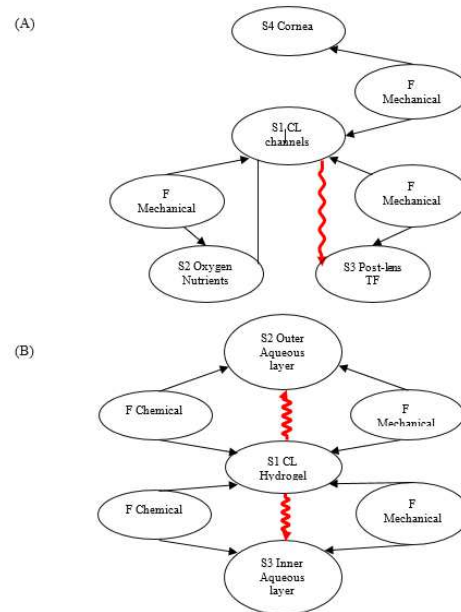 (A)
S4 Cornea
F
Mechanical
S1 CL
channels
F
Mechanical
F
Mechanical
S2 Oxygen
Nutrients
S3 Post-lens
TF
(B)
S2 Outer
Aqueous
layer
F Chemical
F
Mechanical
S1 CL
Hydrogel
F Chemical
F
Mechanical
S3 Inner
Aqueous
layer